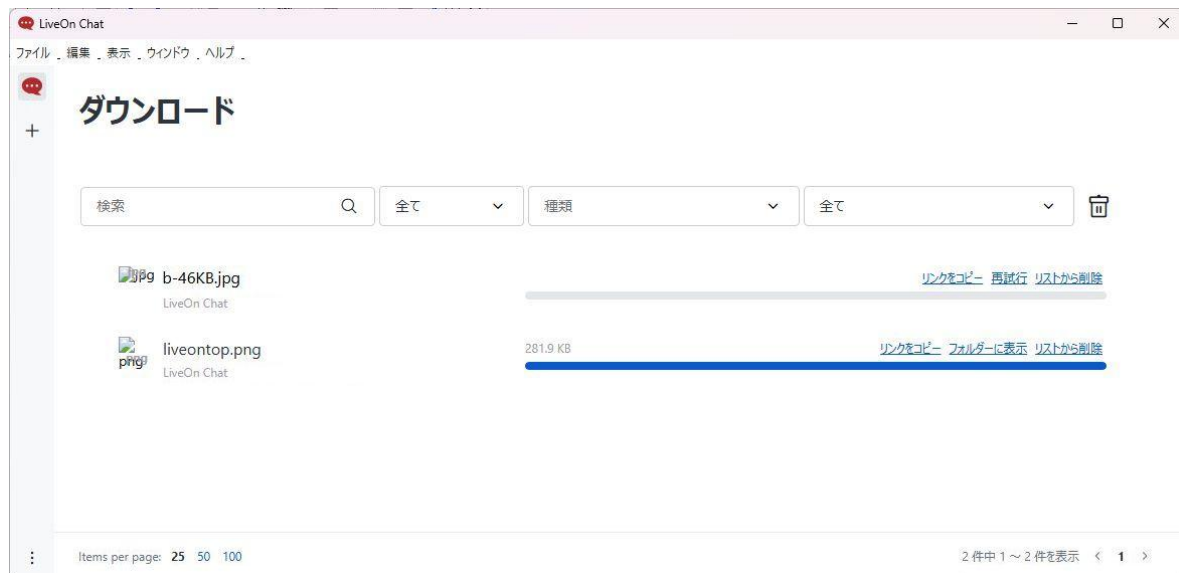 LiveOn Chat
ファイル 編集 表示 ウィンドウ ヘルプ
ダウンロード
検索 全て 種類 全て
jpg b-46KB.jpg リンクをコピー 再試行 リストから削除
LiveOn Chat
png liveontop.png 281.9 KB リンクをコピー フォルダーに表示 リストから削除
LiveOn Chat
Items per page: 25 50 100 2 件中 1 ~ 2 件を表示 < 1 >